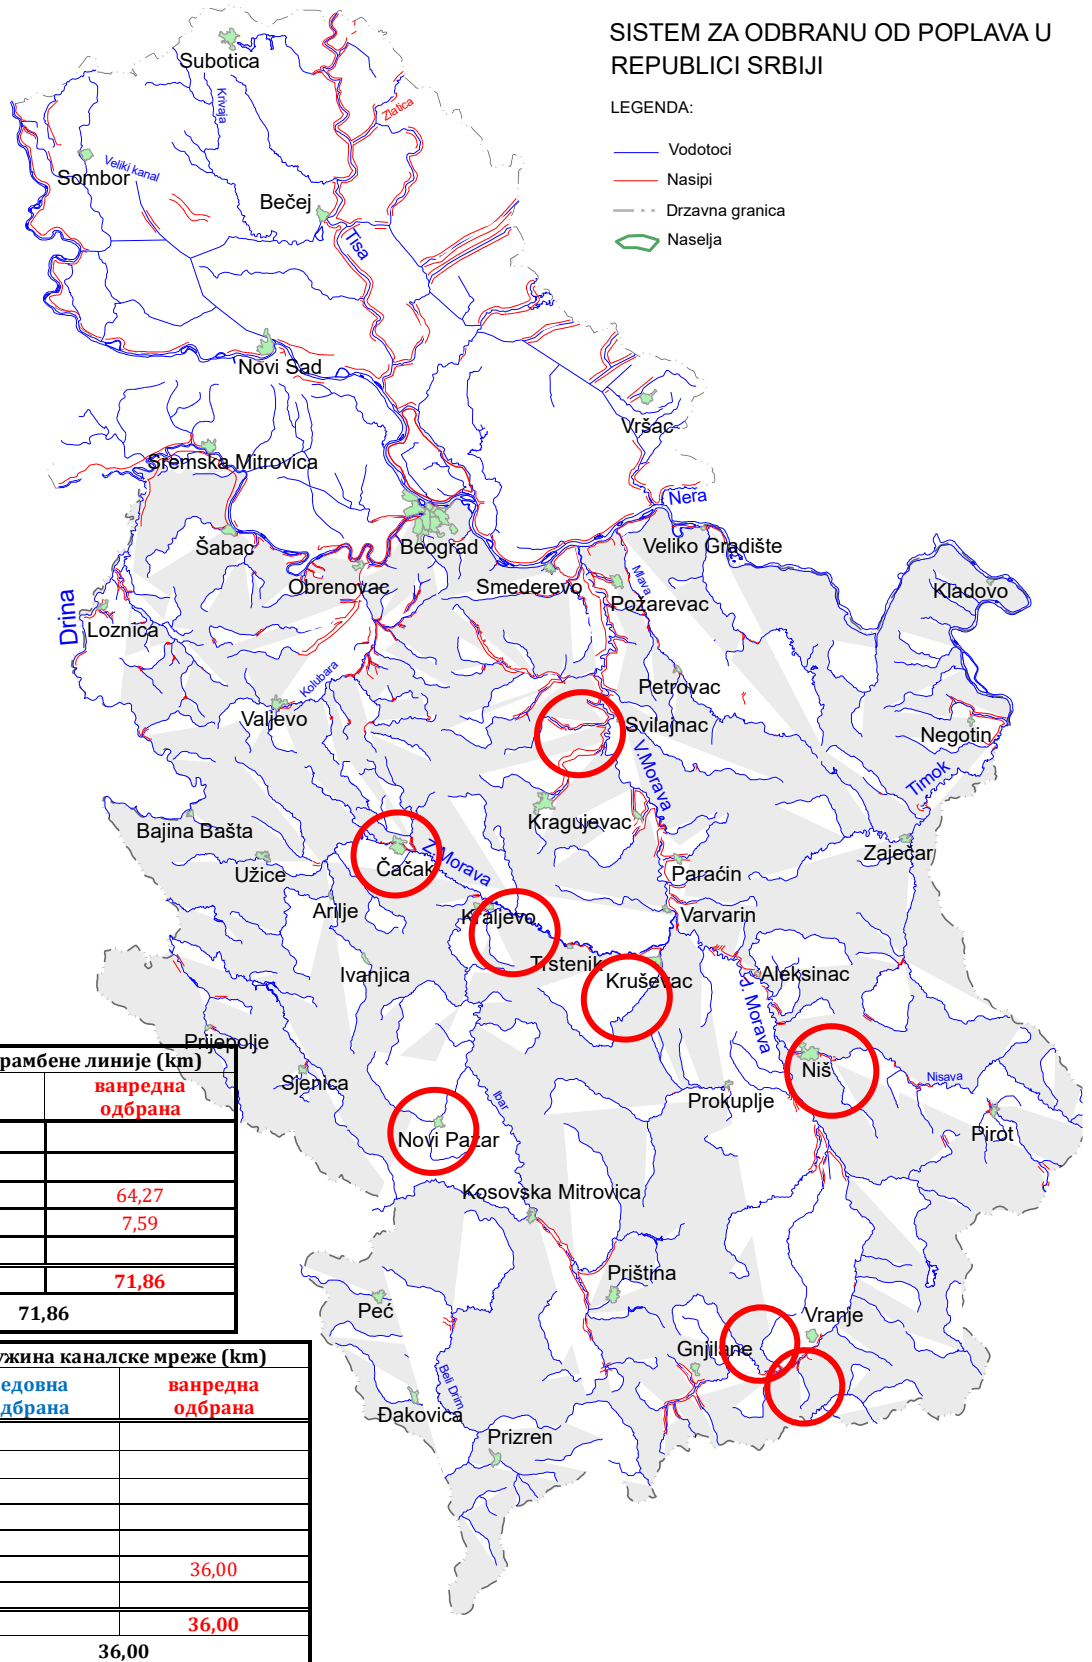 SISTEM ZA ODBRANU OD POPLAVA U
REPUBLICI SRBIJI
LEGENDA:
Vodotoci
Nasipi
Drzavna granica
Naselja
Subotica
Krivaja
Zlatica
Sombor
Veliki kanal
Bečej
Tisa
Novi Sad
Vršac
Sremska Mitrovica
Nera
Šabac
Beograd
Veliko Gradište
Obrenovac
Smederevo
Mlava
Požarevac
Kladovo
Drina
Loznica
Kolubara
Petrovac
Valjevo
Svilajnac
Negotin
V.Morava
Timok
Bajina Bašta
Kragujevac
Z.Morava
Čačak
Užice
Zaječar
Paraćin
Arilje
Kraljevo
Varvarin
Ivanjica
Trstenik
Kruševac
Aleksinac
J. Morava
Prijepolje
Sjenica
Niš
Nisava
Ibar
Prokuplje
Pirot
Novi Pazar
Kosovska Mitrovica
Priština
Peć
Vranje
Gnjilane
Beli Drim
Đakovica
Prizren
рамбене линије (km)
ванредна
одбрана
64,27
7,59
71,86
71,86
ужина каналске мреже (km)
едовна ванредна
дбрана одбрана
36,00
36,00
36,00